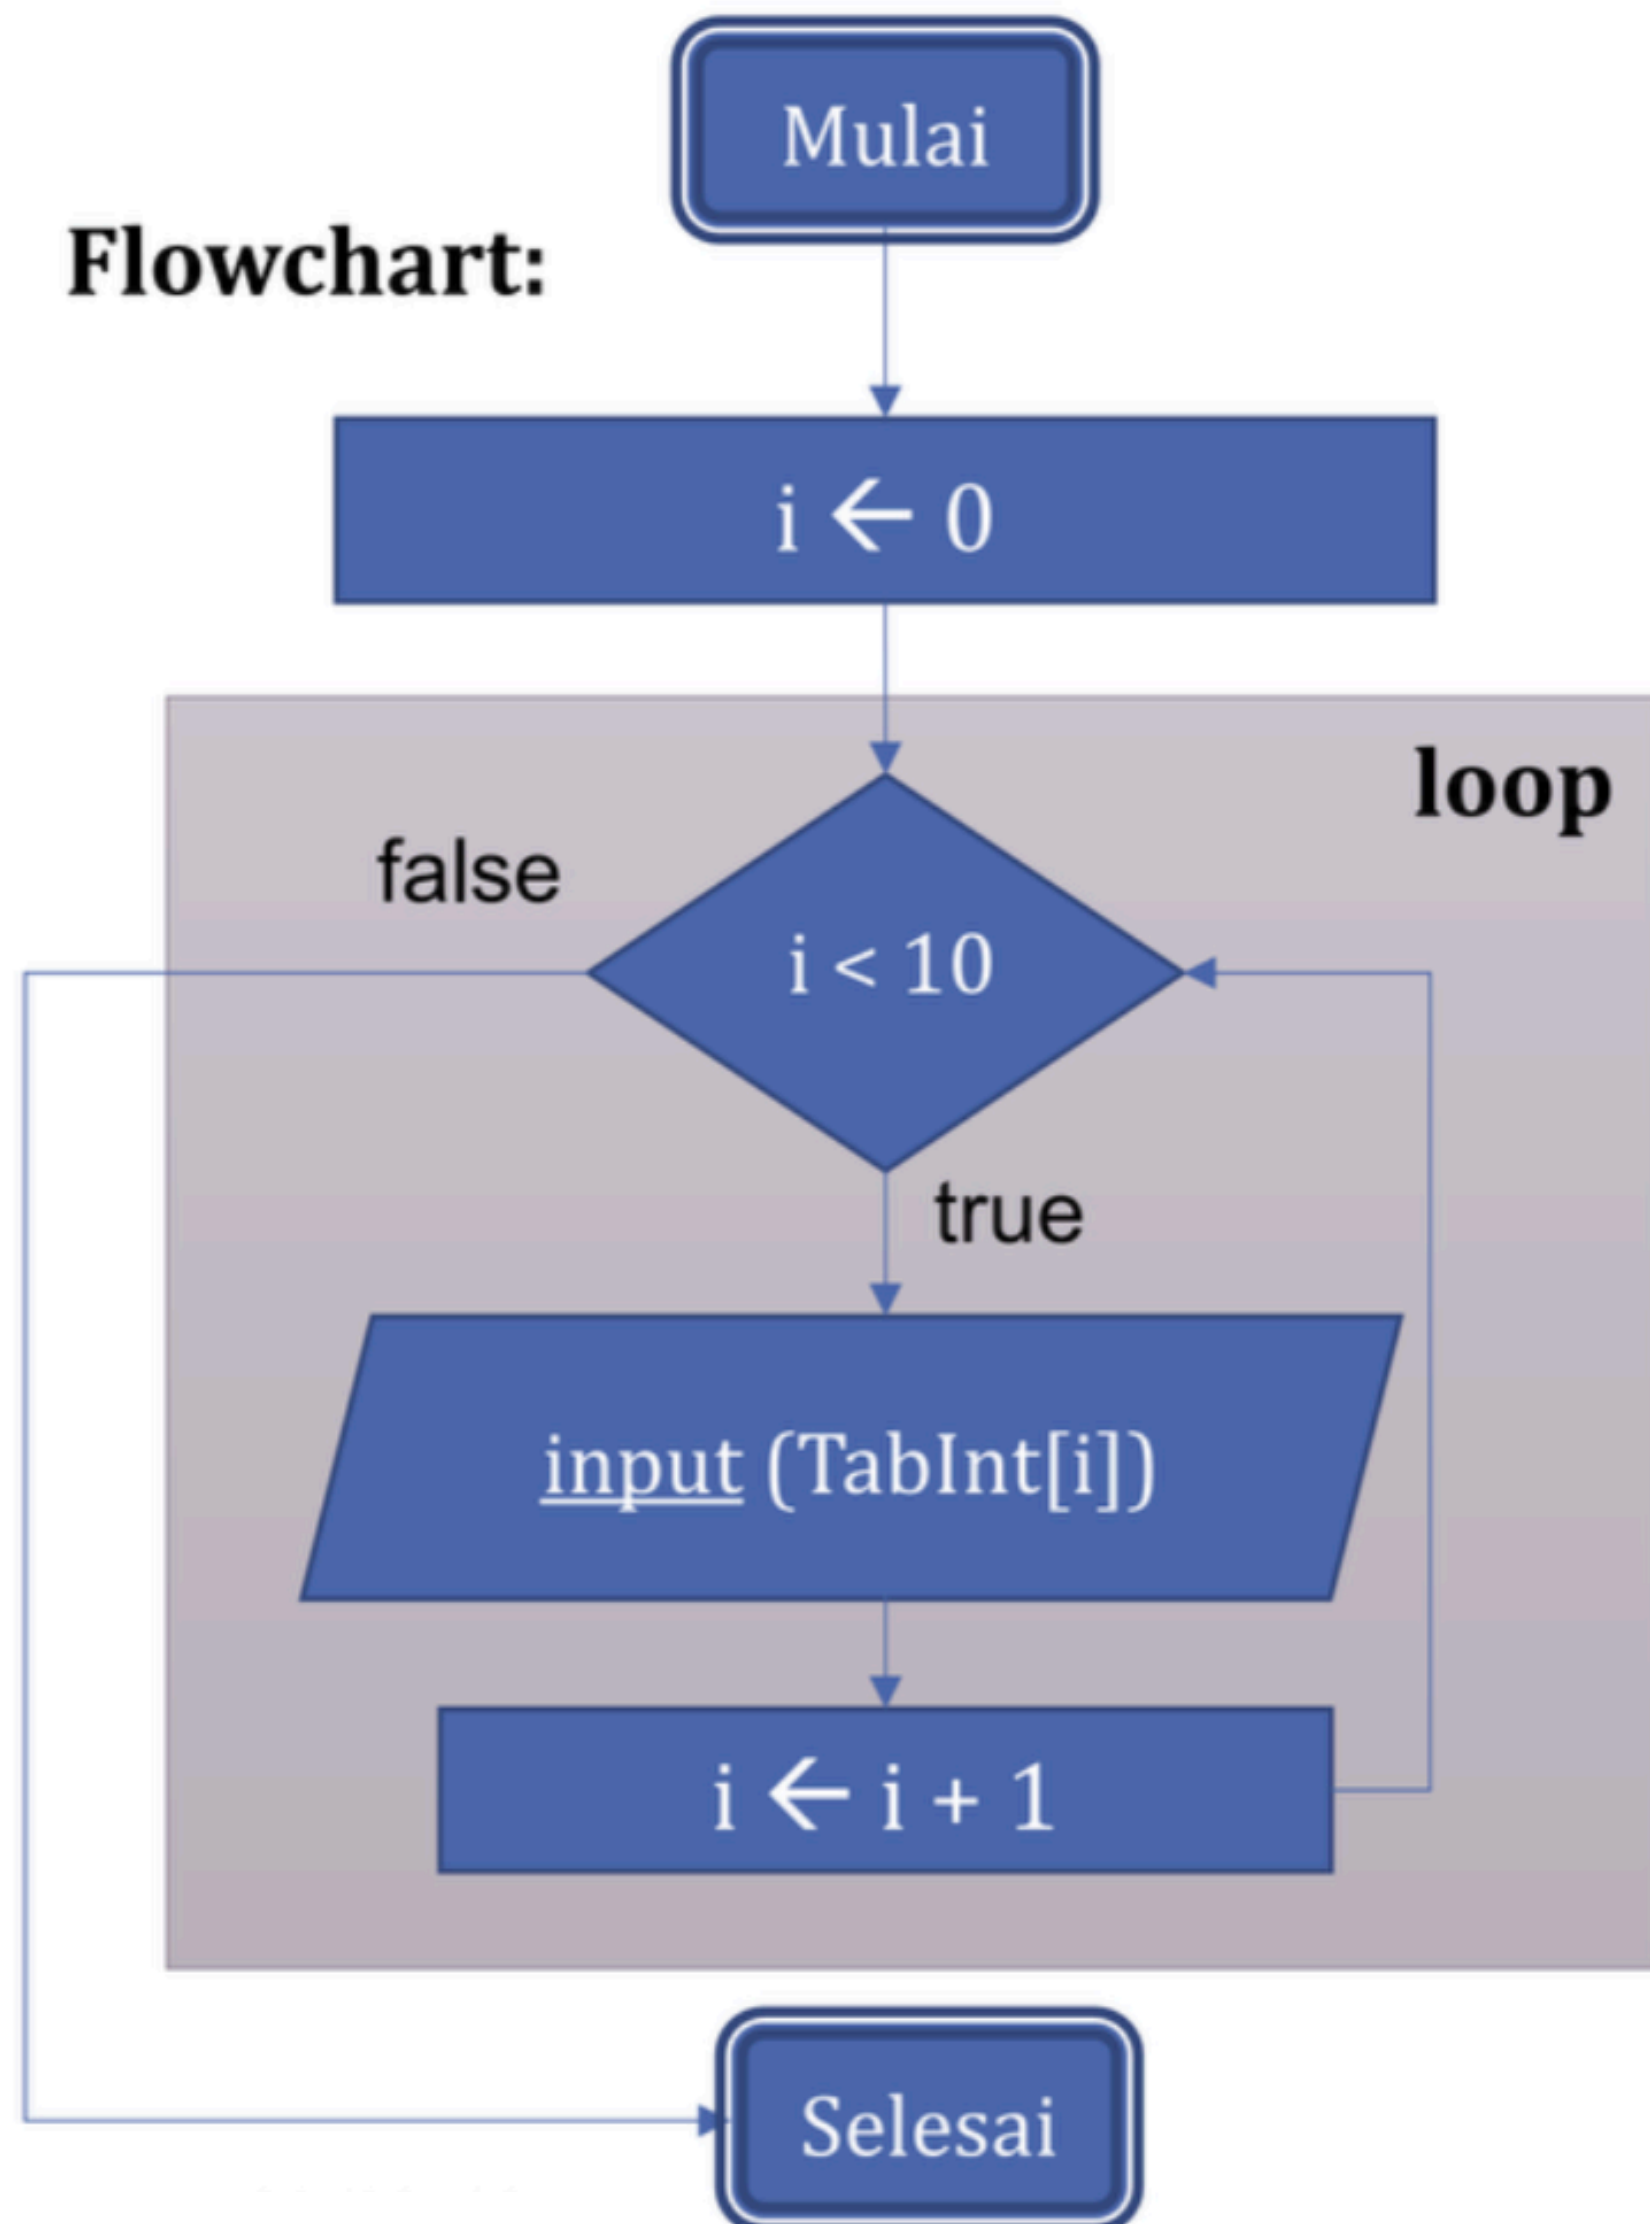 Mulai
Flowchart:
i ← 0
loop
false
i < 10
true
input (TabInt[i])
i ← i + 1
Selesai